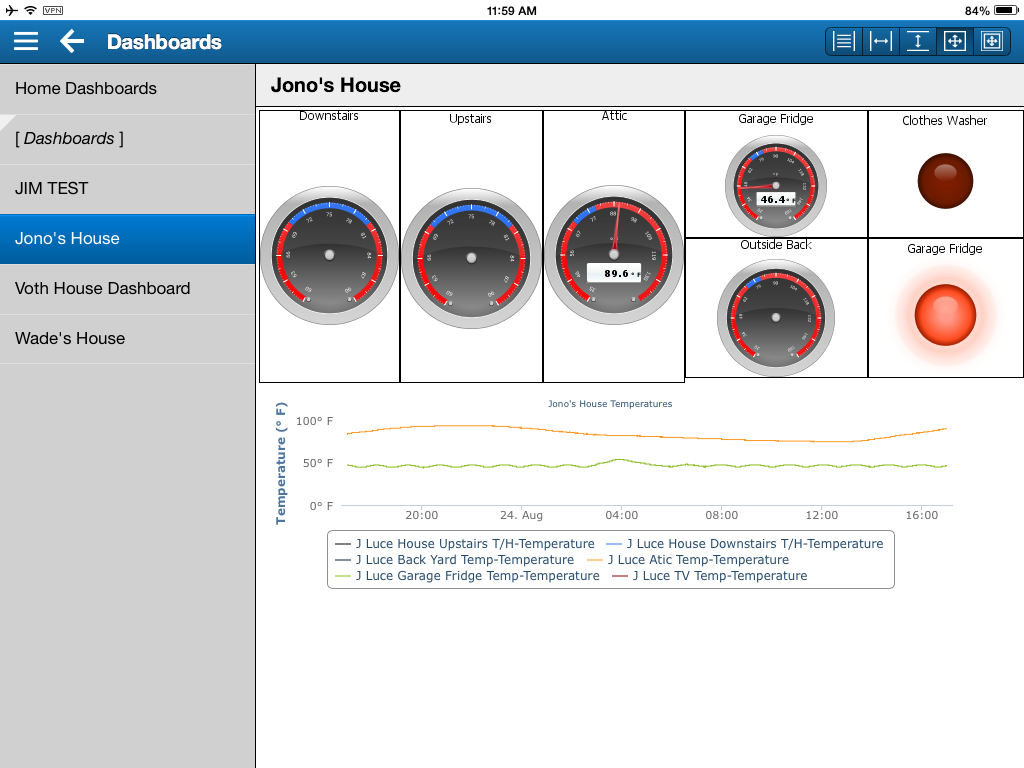 VPN
11:59 AM
84%
Dashboards
Home Dashboards
[ Dashboards ]
JIM TEST
Jono's House
Voth House Dashboard
Wade's House
Jono's House
Downstairs
Upstairs
Attic
Garage Fridge
Clothes Washer
46.4° F
89.6° F
Outside Back
Garage Fridge
Jono's House Temperatures
Temperature (° F)
100° F
50° F
0° F
20:00
24. Aug
04:00
08:00
12:00
16:00
J Luce House Upstairs T/H-Temperature
J Luce House Downstairs T/H-Temperature
J Luce Back Yard Temp-Temperature
J Luce Atic Temp-Temperature
J Luce Garage Fridge Temp-Temperature
J Luce TV Temp-Temperature